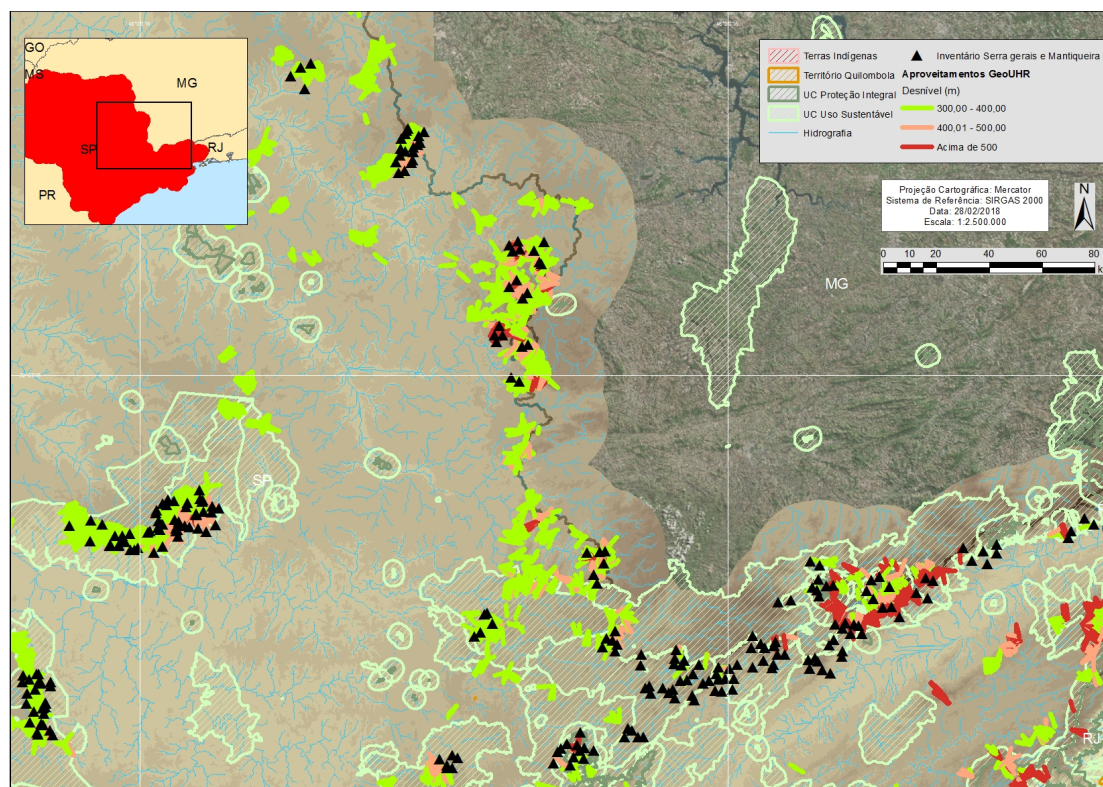 GO
MS
MG
SP
RJ
PR
Terras Indígenas
Território Quilombola
UC Proteção Integral
UC Uso Sustentável
Hidrografia
Inventário Serra gerais e Mantiqueira
Aproveitamentos GeoUHR
Desnível (m)
300,00 - 400,00
400,01 - 500,00
Acima de 500
Projeção Cartográfica: Mercator
Sistema de Referência: SIRGAS 2000
Data: 28/02/2018
Escala: 1:2.500.000
N
0 10 20 40 60 80
k
MG
SP
RJ